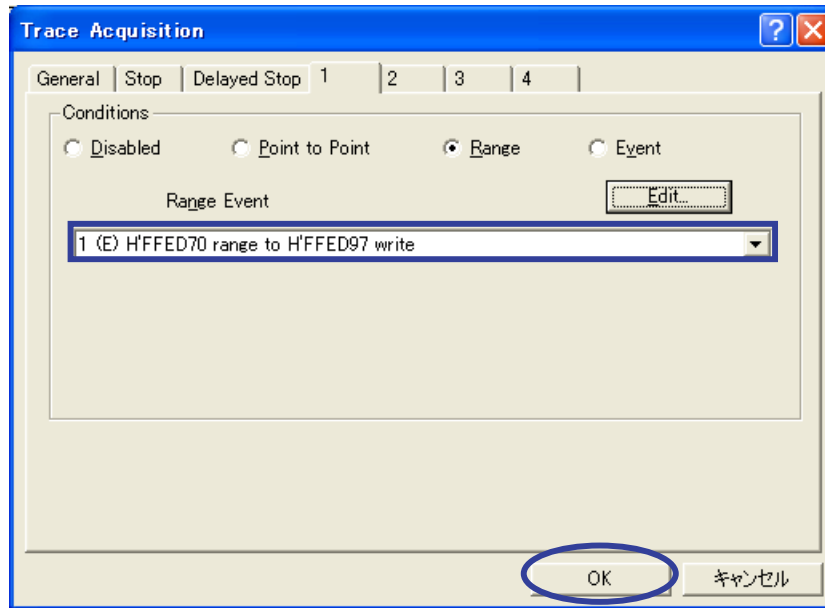 Trace Acquisition
General Stop Delayed Stop 1 2 3 4
Conditions
Disabled Point to Point Range Event
Range Event Edit...
1 (E) H'FFED70 range to H'FFED97 write
OK キャンセル